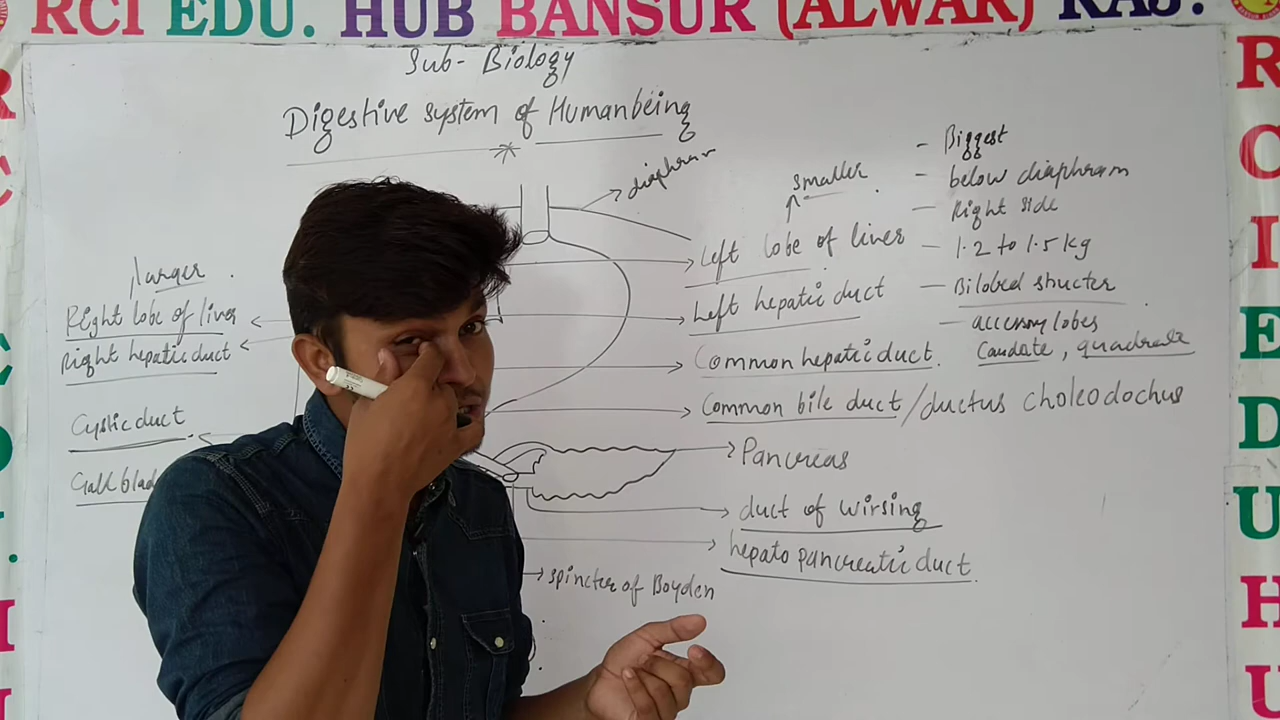 RCI EDU. HUB BANSUR (ALWAR) RAJ.
Sub- Biology
Digestive system of Humanbeing
diaphram
smaller
- Biggest
- below diaphram
- Right side
- 1.2 to 1.5 kg
- Bilobed structer
- accessory lobes
Caudate, quadrate
larger
Right lobe of liver
Right hepatic duct
Cystic duct
Gall blad
Left lobe of liver
Left hepatic duct
Common hepatic duct.
Common bile duct/ductus choleodochus
Pancreas
duct of wirsing
hepato pancreatic duct
spincter of Boyden
R
C
I
E
D
U
H
U